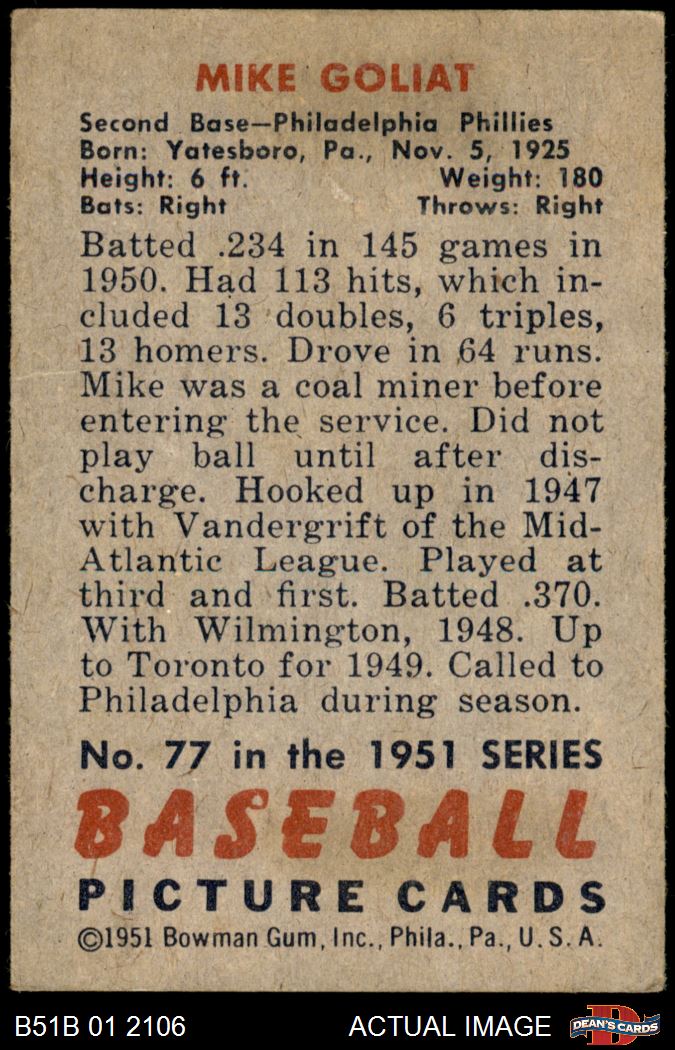 MIKE GOLIAT
Second Base—Philadelphia Phillies
Born: Yatesboro, Pa., Nov. 5, 1925
Height: 6 ft. Weight: 180
Bats: Right Throws: Right
Batted .234 in 145 games in
1950. Had 113 hits, which in-
cluded 13 doubles, 6 triples,
13 homers. Drove in 64 runs.
Mike was a coal miner before
entering the service. Did not
play ball until after dis-
charge. Hooked up in 1947
with Vandergrift of the Mid-
Atlantic League. Played at
third and first. Batted .370.
With Wilmington, 1948. Up
to Toronto for 1949. Called to
Philadelphia during season.
No. 77 in the 1951 SERIES
BASEBALL
PICTURE CARDS
©1951 Bowman Gum, Inc., Phila., Pa., U. S. A.
B51B 01 2106 ACTUAL IMAGE D DEAN'S CARDS